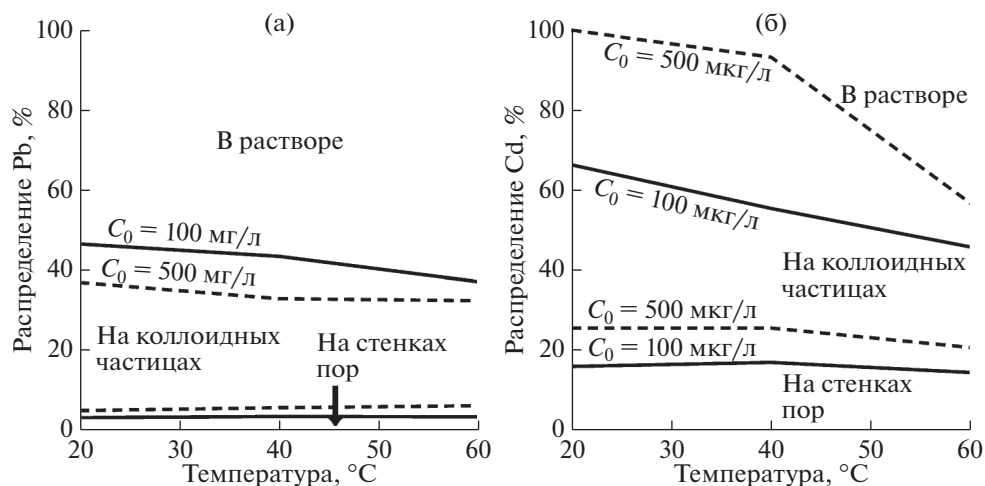 (а)
Распределение Pb, %
100
80
60
40
20
0
В растворе
C₀ = 100 мг/л
C₀ = 500 мг/л
На коллоидных
частицах
На стенках
пор
20 30 40 50 60
Температура, °C
(б)
Распределение Cd, %
100
80
60
40
20
0
C₀ = 500 мкг/л
В растворе
C₀ = 100 мкг/л
На коллоидных
частицах
C₀ = 500 мкг/л
C₀ = 100 мкг/л
На стенках
пор
20 30 40 50 60
Температура, °C